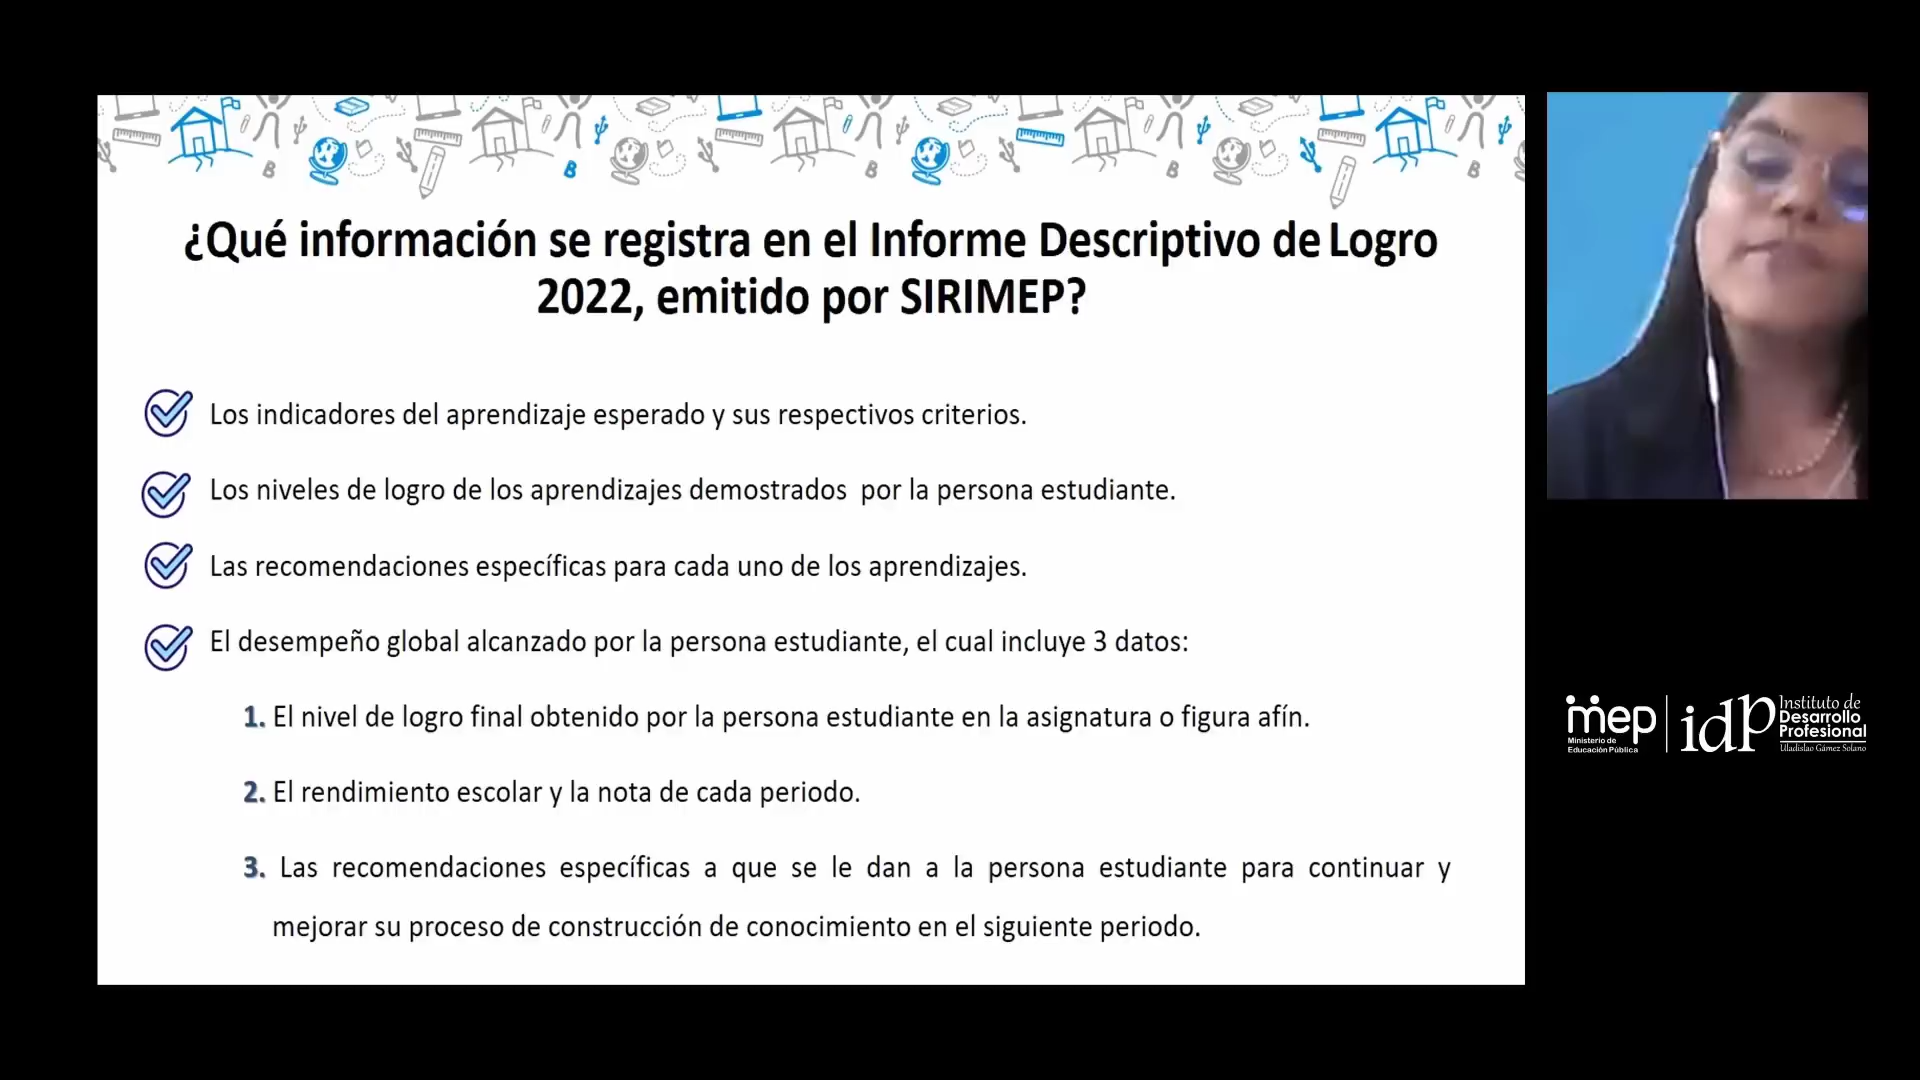 ¿Qué información se registra en el Informe Descriptivo de Logro
2022, emitido por SIRIMEP?
Los indicadores del aprendizaje esperado y sus respectivos criterios.
Los niveles de logro de los aprendizajes demostrados por la persona estudiante.
Las recomendaciones específicas para cada uno de los aprendizajes.
El desempeño global alcanzado por la persona estudiante, el cual incluye 3 datos:
1. El nivel de logro final obtenido por la persona estudiante en la asignatura o figura afín.
2. El rendimiento escolar y la nota de cada periodo.
3. Las recomendaciones específicas a que se le dan a la persona estudiante para continuar y
mejorar su proceso de construcción de conocimiento en el siguiente periodo.
mep
Ministerio de
Educación Pública
idp
Instituto de
Desarrollo
Profesional
Uladislao Gámez Solano